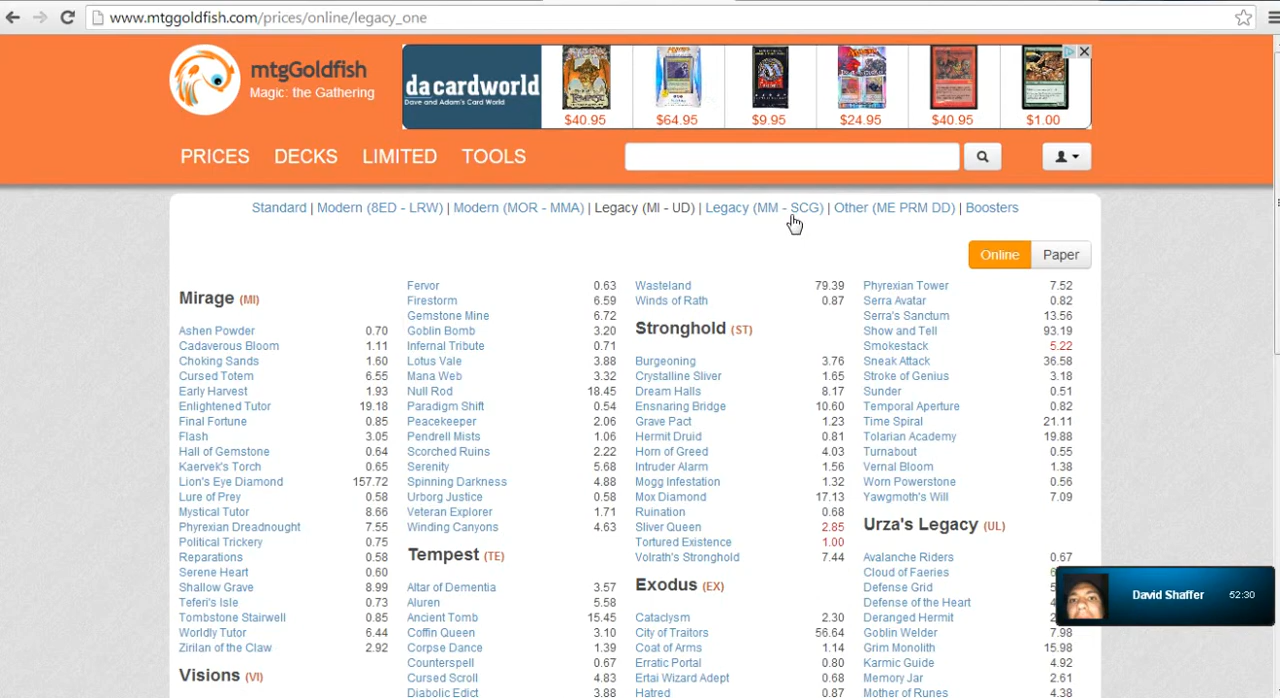 www.mtggoldfish.com/prices/online/legacy_one
mtgGoldfish
Magic: the Gathering
dacardworld
Dave and Adam's Card World
$40.95 $64.95 $9.95 $24.95 $40.95 $1.00
PRICES DECKS LIMITED TOOLS
Standard | Modern (8ED - LRW) | Modern (MOR - MMA) | Legacy (MI - UD) | Legacy (MM - SCG) | Other (ME PRM DD) | Boosters
Online Paper
Mirage (MI)
Ashen Powder 0.70
Cadaverous Bloom 1.11
Choking Sands 1.60
Cursed Totem 6.55
Early Harvest 1.93
Enlightened Tutor 19.18
Final Fortune 0.85
Flash 3.05
Hall of Gemstone 0.64
Kaervek's Torch 0.65
Lion's Eye Diamond 157.72
Lure of Prey 0.58
Mystical Tutor 8.66
Phyrexian Dreadnought 7.55
Political Trickery 0.75
Reparations 0.58
Serene Heart 0.60
Shallow Grave 8.99
Teferi's Isle 0.73
Tombstone Stairwell 0.85
Worldly Tutor 6.44
Zirilan of the Claw 2.92
Visions (VI)
Fervor 0.63
Firestorm 6.59
Gemstone Mine 6.72
Goblin Bomb 3.20
Infernal Tribute 0.71
Lotus Vale 3.88
Mana Web 3.32
Null Rod 18.45
Paradigm Shift 0.54
Peacekeeper 2.06
Pendrell Mists 1.06
Scorched Ruins 2.22
Serenity 5.68
Spinning Darkness 4.88
Urborg Justice 0.58
Veteran Explorer 1.71
Winding Canyons 4.63
Tempest (TE)
Altar of Dementia 3.57
Aluren 5.58
Ancient Tomb 15.45
Coffin Queen 3.10
Corpse Dance 1.39
Counterspell 0.67
Cursed Scroll 4.83
Diabolic Edict 3.88
Wasteland 79.39
Winds of Rath 0.87
Stronghold (ST)
Burgeoning 3.76
Crystalline Sliver 1.65
Dream Halls 8.17
Ensnaring Bridge 10.60
Grave Pact 1.23
Hermit Druid 0.81
Horn of Greed 4.03
Intruder Alarm 1.56
Mogg Infestation 1.32
Mox Diamond 17.13
Ruination 0.68
Sliver Queen 2.85
Tortured Existence 1.00
Volrath's Stronghold 7.44
Exodus (EX)
Cataclysm 2.30
City of Traitors 56.64
Coat of Arms 1.14
Erratic Portal 0.80
Ertai Wizard Adept 0.68
Hatred 0.87
Phyrexian Tower 7.52
Serra Avatar 0.82
Serra's Sanctum 13.56
Show and Tell 93.19
Smokestack 5.22
Sneak Attack 36.58
Stroke of Genius 3.18
Sunder 0.51
Temporal Aperture 0.82
Time Spiral 21.11
Tolarian Academy 19.88
Turnabout 0.55
Vernal Bloom 1.38
Worn Powerstone 0.56
Yawgmoth's Will 7.09
Urza's Legacy (UL)
Avalanche Riders 0.67
Cloud of Faeries
Defense Grid
Defense of the Heart
Deranged Hermit
Goblin Welder 7.98
Grim Monolith 15.98
Karmic Guide 4.92
Memory Jar 2.61
Mother of Runes 4.38
David Shaffer 52:30